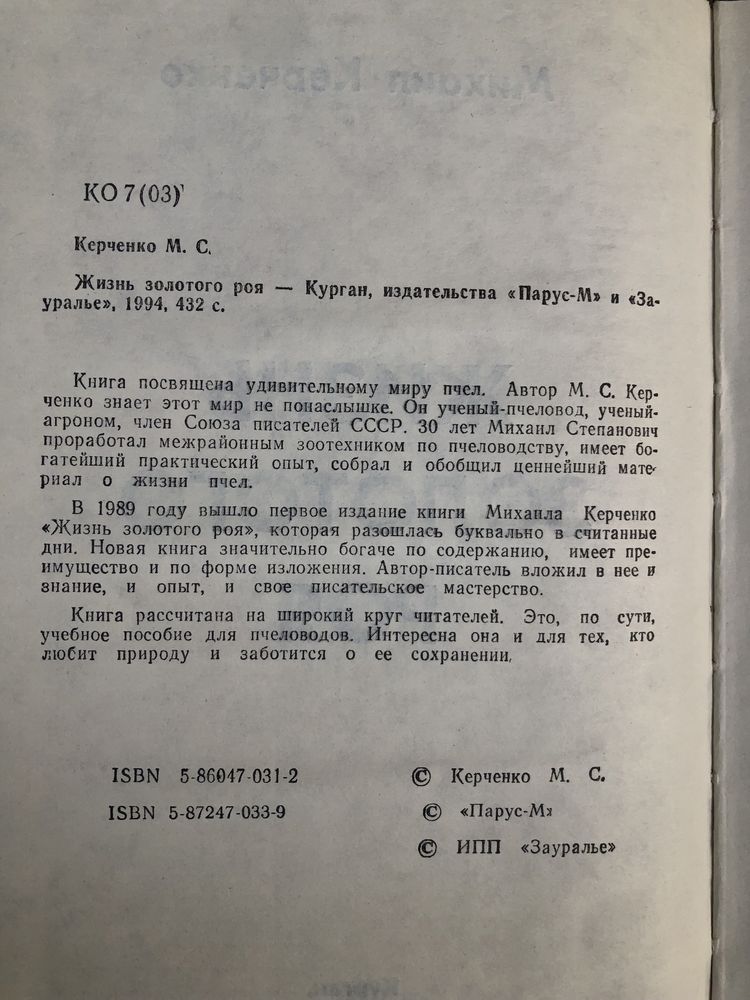 Михаил Керченко
КО 7(03)
Керченко М. С.
Жизнь золотого роя — Курган, издательства «Парус-М» и «За-
уралье», 1994, 432 с.
Книга посвящена удивительному миру пчел. Автор М. С. Кер-
ченко знает этот мир не понаслышке. Он ученый-пчеловод, ученый-
агроном, член Союза писателей СССР. 30 лет Михаил Степанович
проработал межрайонным зоотехником по пчеловодству, имеет бо-
гатейший практический опыт, собрал и обобщил ценнейший мате-
риал о жизни пчел.
В 1989 году вышло первое издание книги Михаила Керченко
«Жизнь золотого роя», которая разошлась буквально в считанные
дни. Новая книга значительно богаче по содержанию, имеет пре-
имущество и по форме изложения. Автор-писатель вложил в нее и
знание, и опыт, и свое писательское мастерство.
Книга рассчитана на широкий круг читателей. Это, по сути,
учебное пособие для пчеловодов. Интересна она и для тех, кто
любит природу и заботится о ее сохранении.
ISBN 5-86047-031-2 © Керченко М. С.
ISBN 5-87247-033-9 © «Парус-М»
© ИПП «Зауралье»